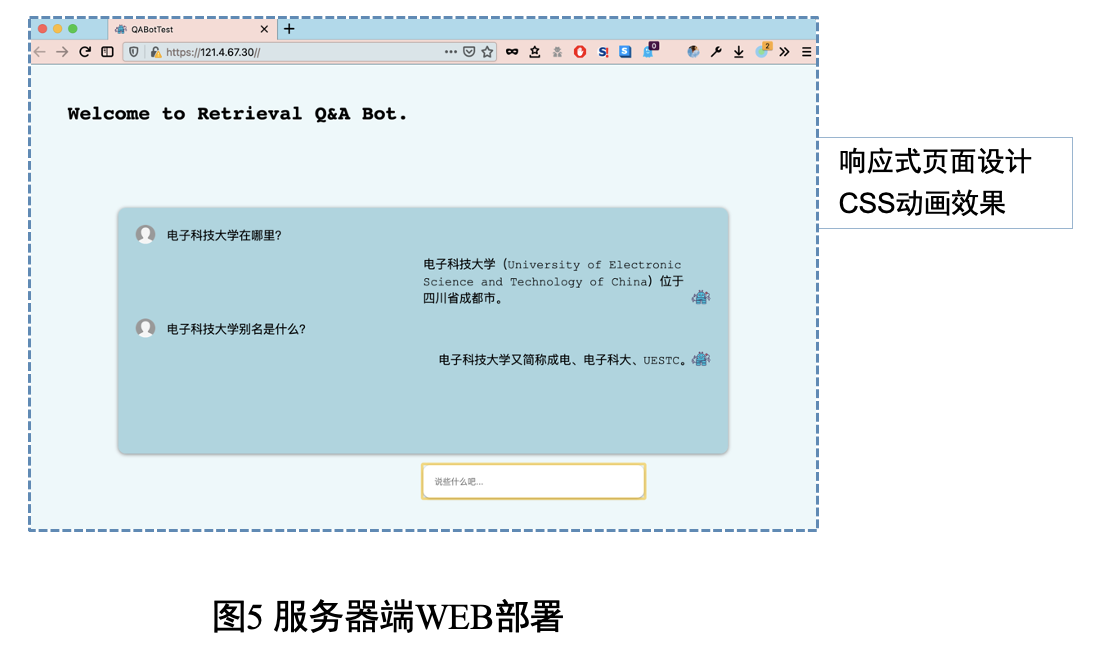 QABotTest
https://121.4.67.30//
0
2
Welcome to Retrieval Q&A Bot.
电子科技大学在哪里?
电子科技大学（University of Electronic
Science and Technology of China）位于
四川省成都市。
电子科技大学别名是什么?
电子科技大学又简称成电、电子科大、UESTC。
说些什么吧...
响应式页面设计
CSS动画效果
图5 服务器端WEB部署